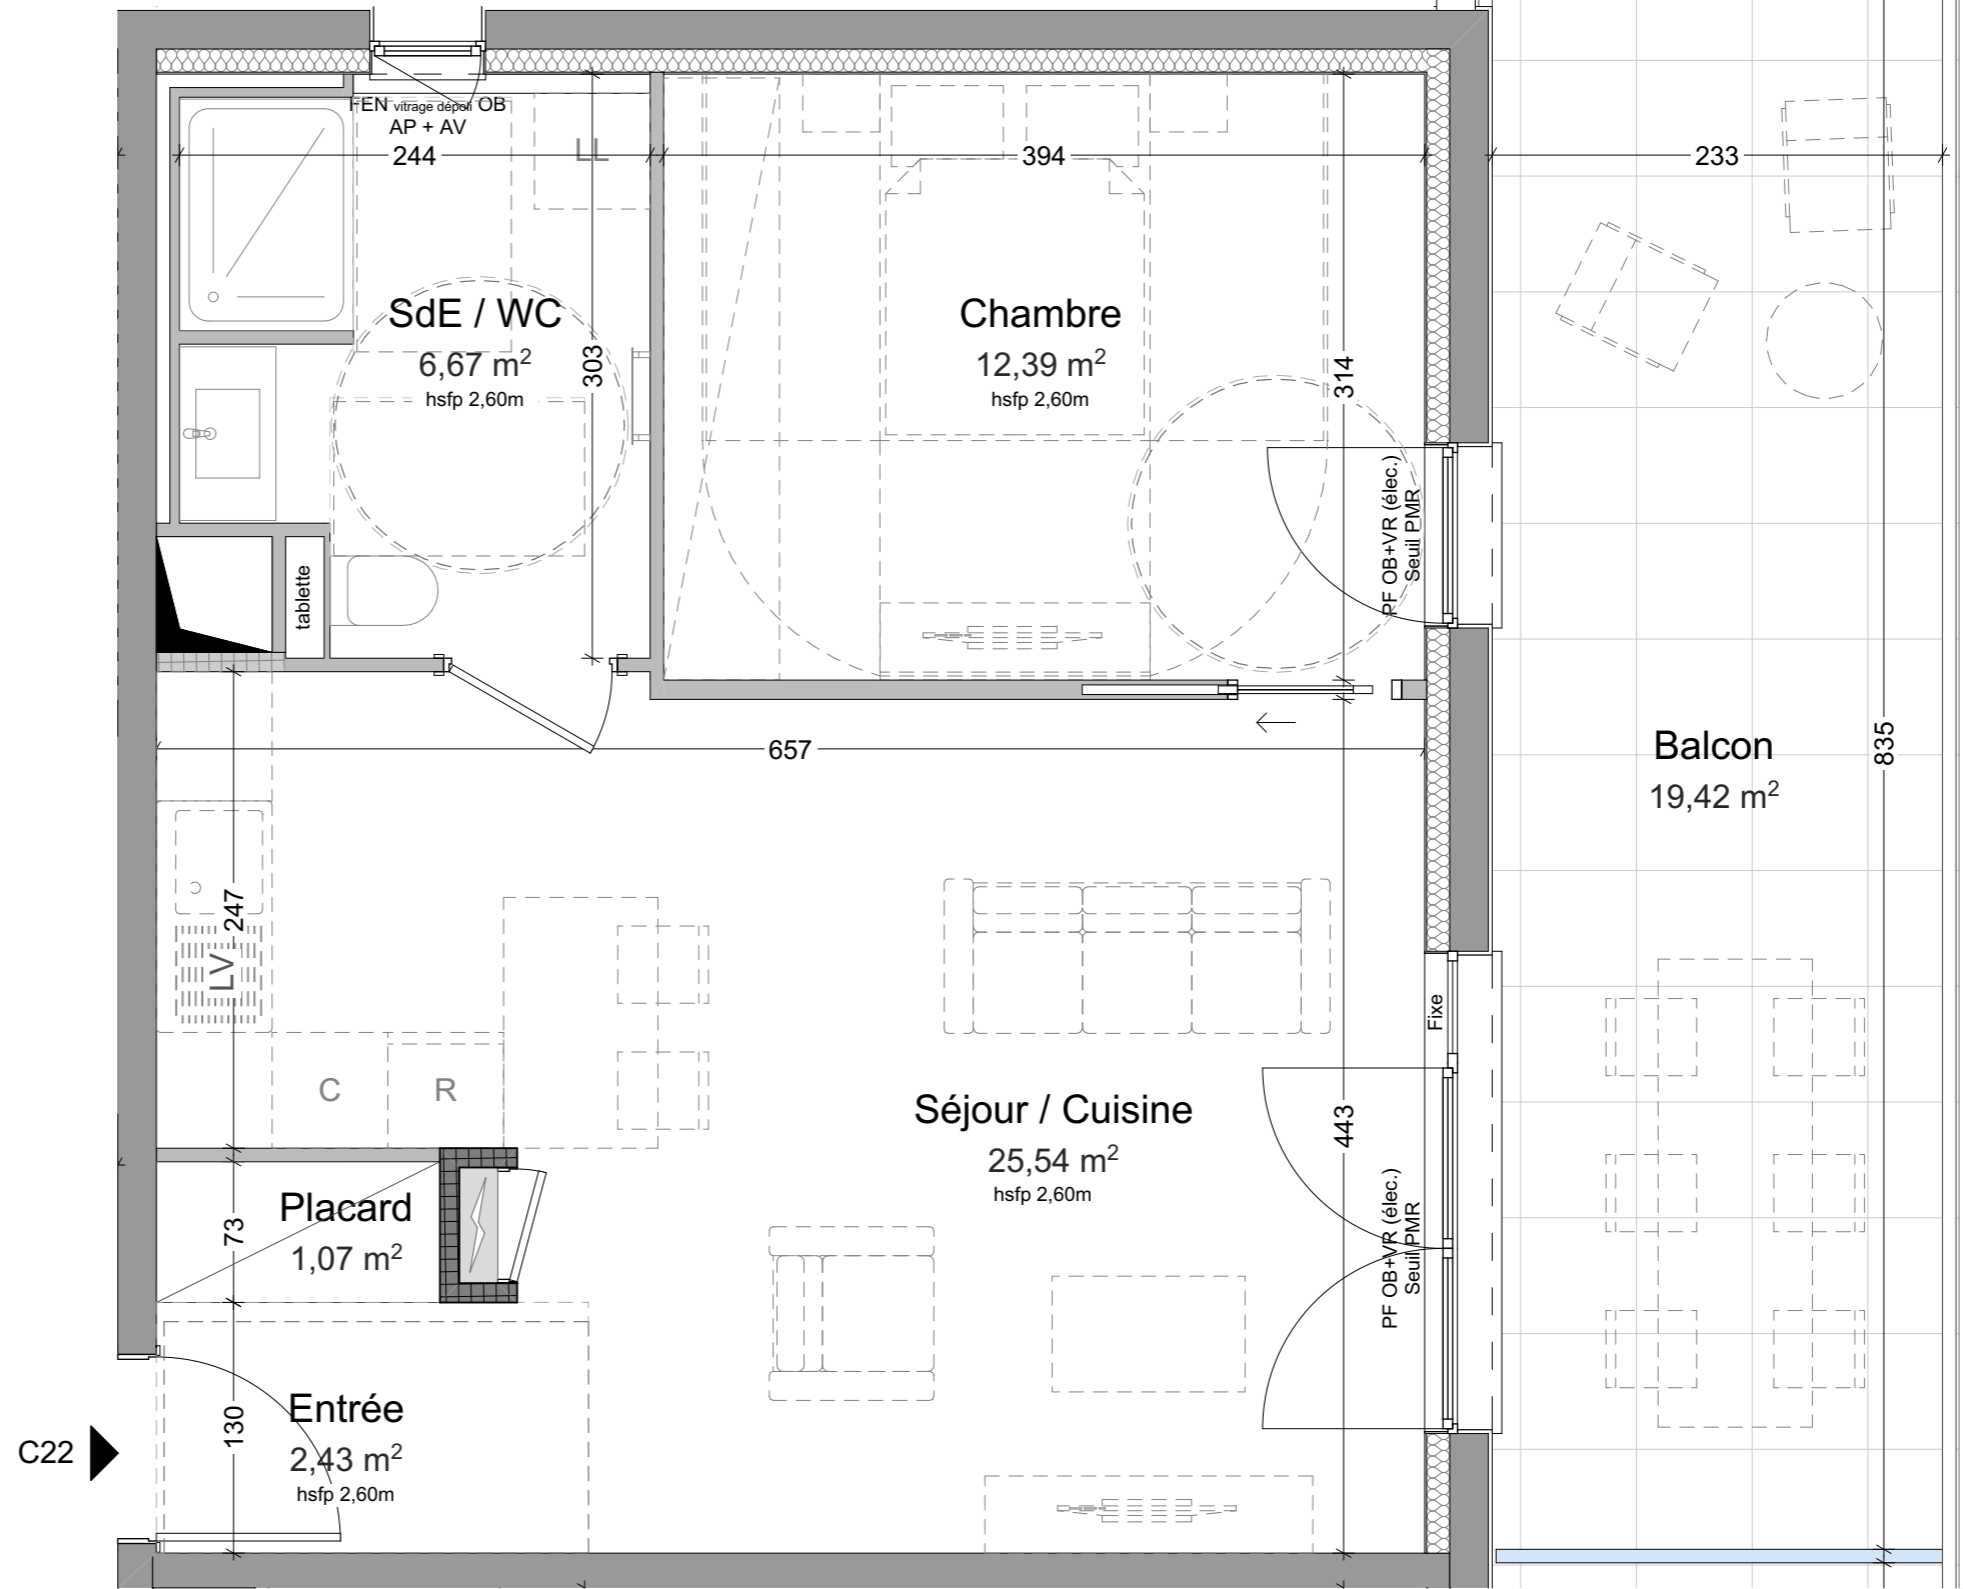 FEN vitrage dépoli OB
AP + AV
244
LL
394
233
SdE / WC
6,67 m²
hsfp 2,60m
303
Chambre
12,39 m²
hsfp 2,60m
314
PF OB+VR (élec.)
Seuil PMR
tablette
657
Balcon
19,42 m²
835
247
LV
Fixe
C
R
Séjour / Cuisine
25,54 m²
hsfp 2,60m
443
PF OB+VR (élec.)
Seuil PMR
Placard
1,07 m²
73
Entrée
2,43 m²
hsfp 2,60m
130
C22